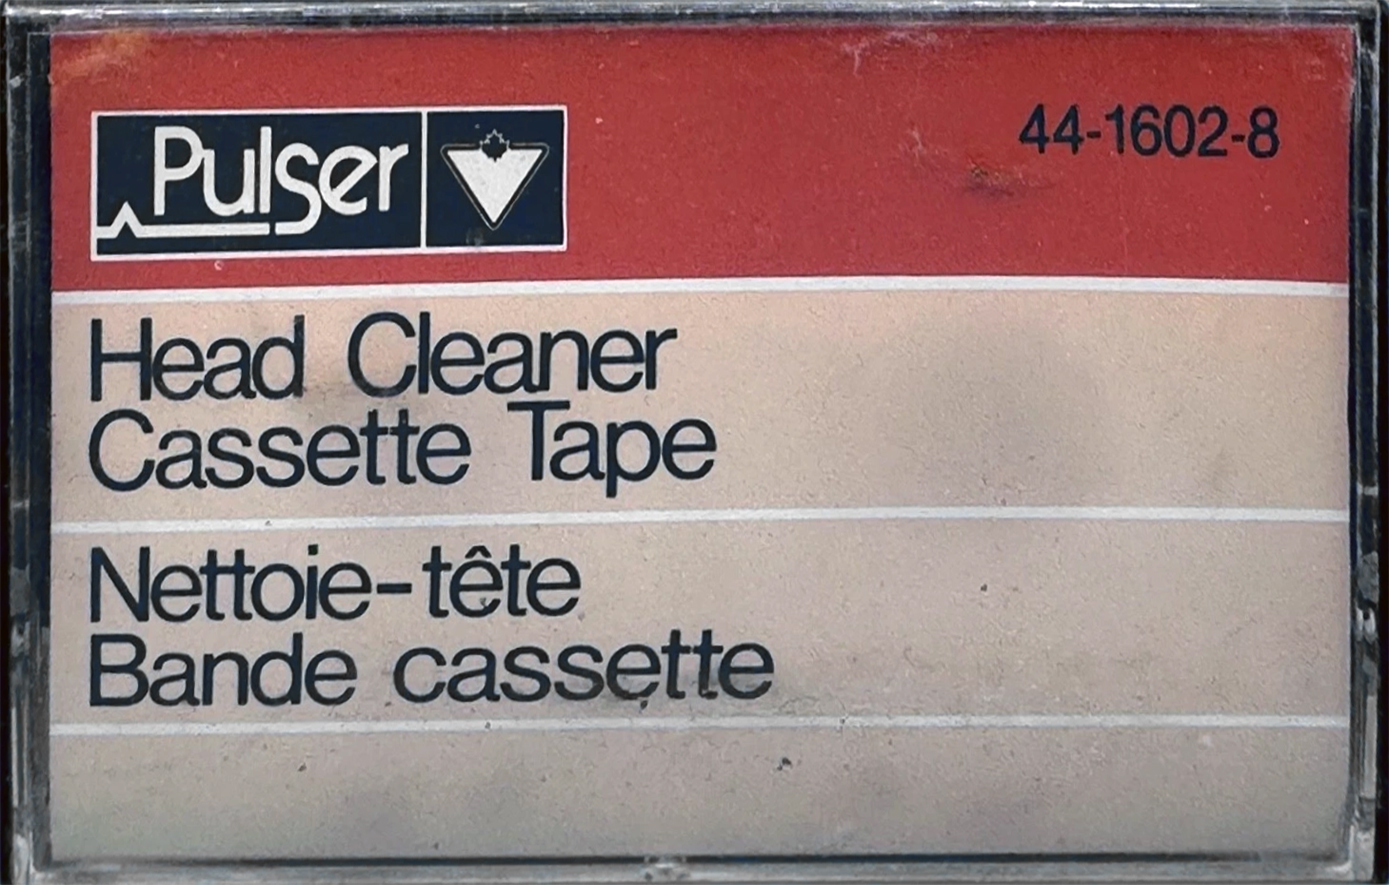 Pulser
44-1602-8
Head Cleaner
Cassette Tape
Nettoie-tête
Bande cassette